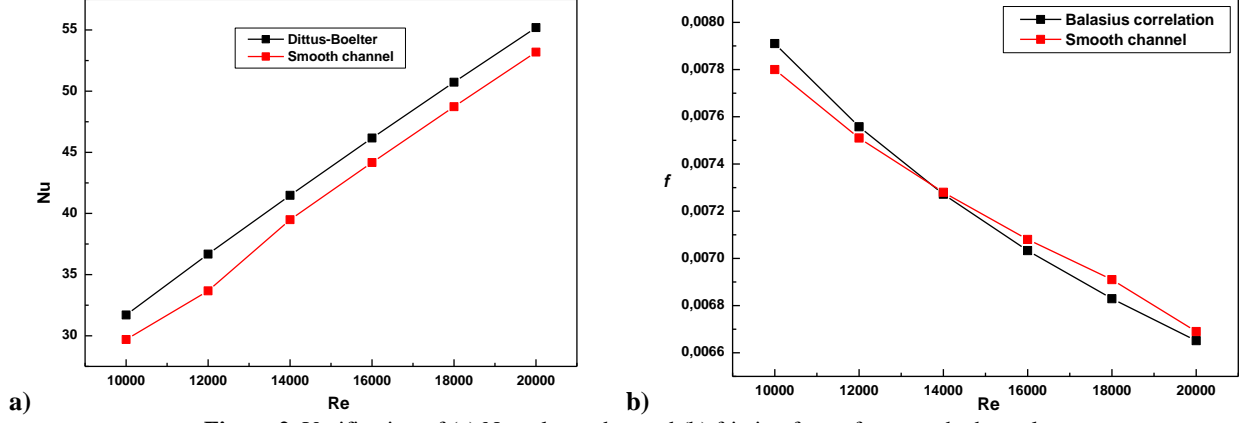 55
50
45
40
35
30
Nu
Dittus-Boelter
Smooth channel
10000 12000 14000 16000 18000 20000
Re
a)
0,0080
0,0078
0,0076
0,0074
0,0072
0,0070
0,0068
0,0066
f
Balasius correlation
Smooth channel
10000 12000 14000 16000 18000 20000
Re
b)